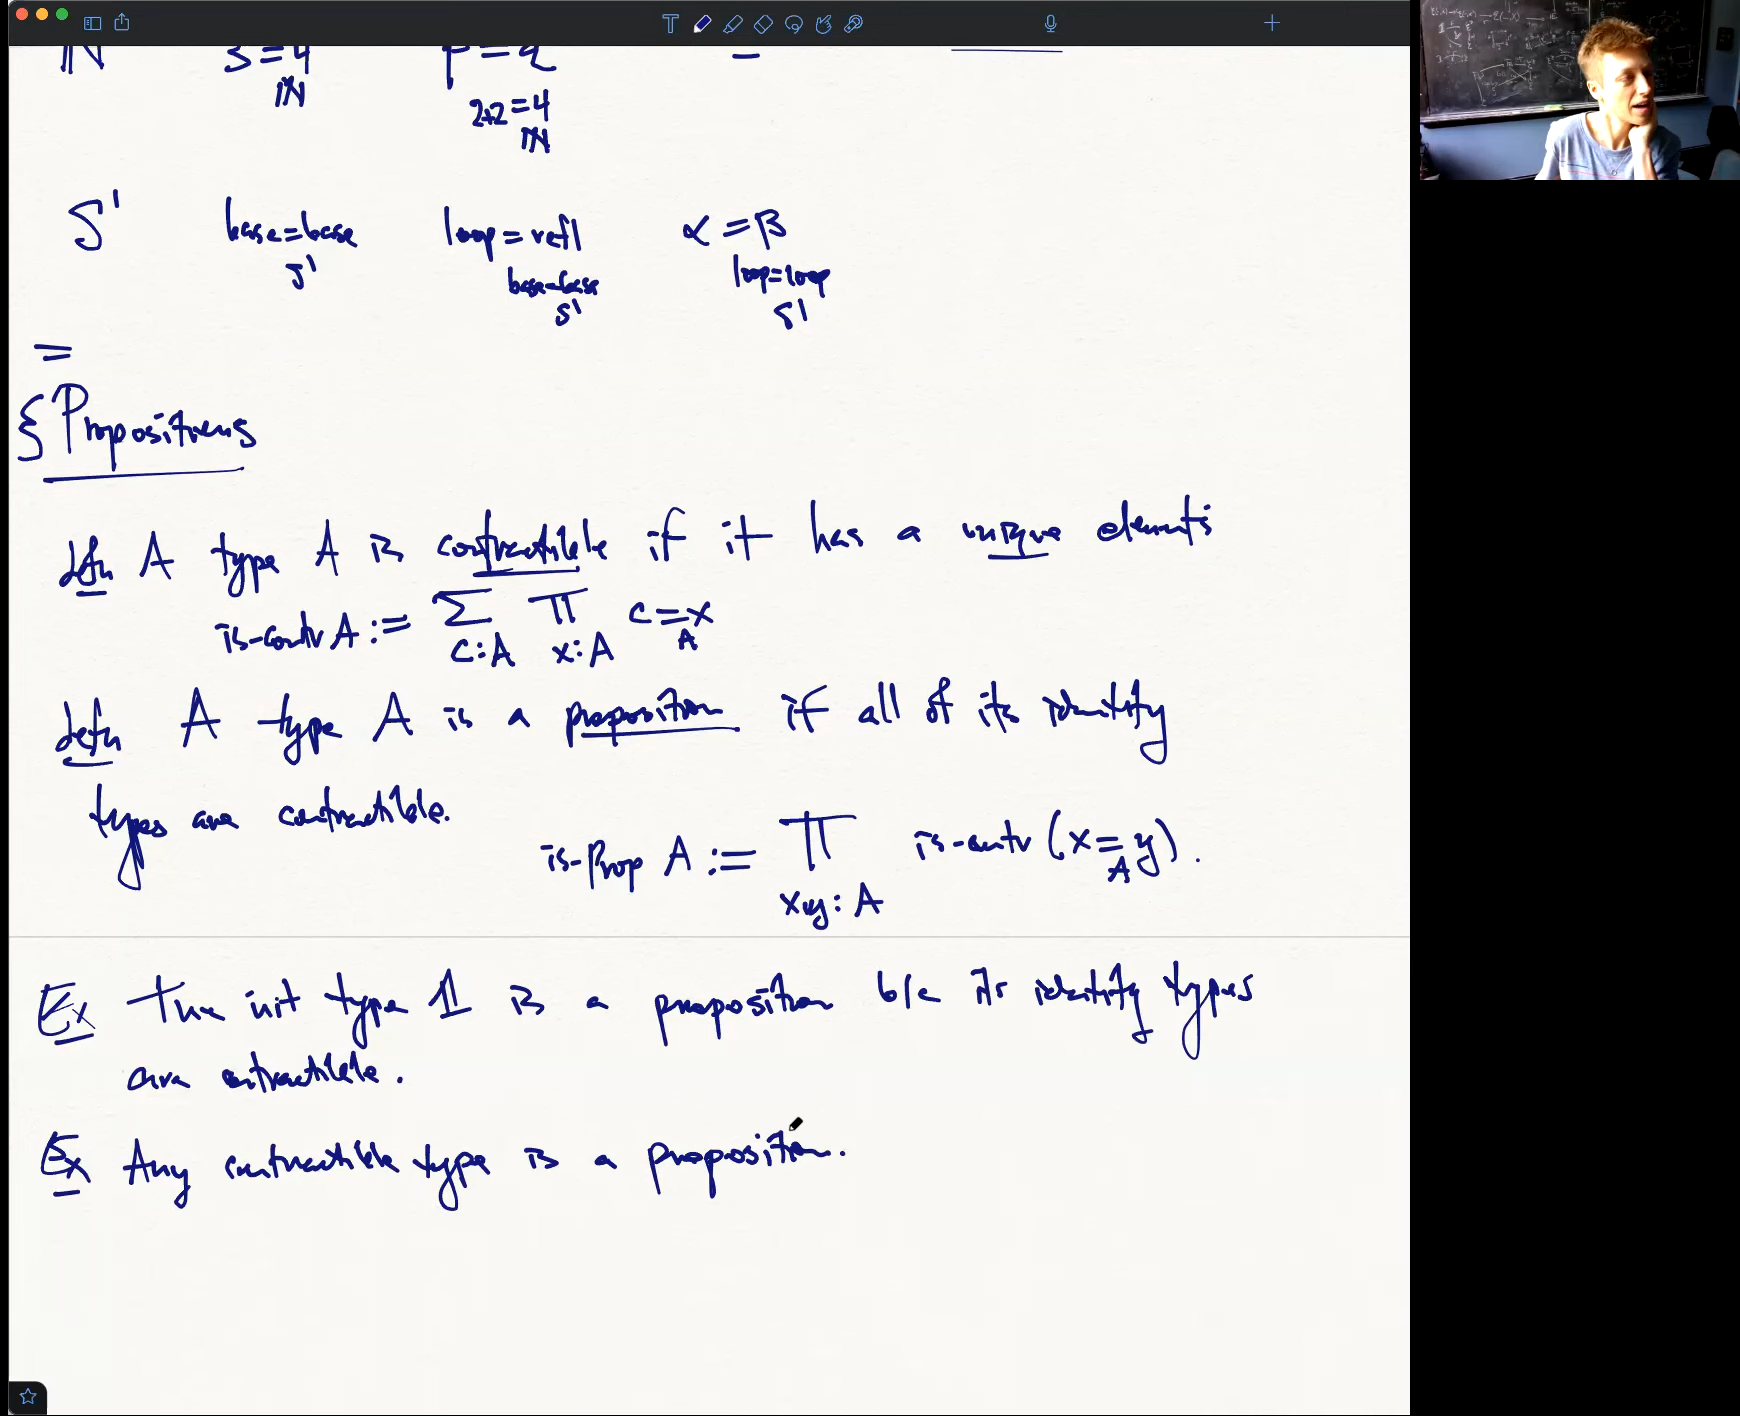 ℕ 3=4 p=q =
ℕ 2+2=4
ℕ
S¹ base=base loop=refl α=β
S¹ base=base loop=loop
S¹ S¹
=
§ Propositions
defn A type A is contractible if it has a unique elements
is-contr A := Σ Π c=x
c:A x:A A
defn A type A is a proposition if all of its identity
types are contractible.
is-Prop A := Π is-contr (x=y).
x,y:A A
Ex The unit type 𝟙 is a proposition b/c its identity types
are contractible.
Ex Any contractible type is a proposition.